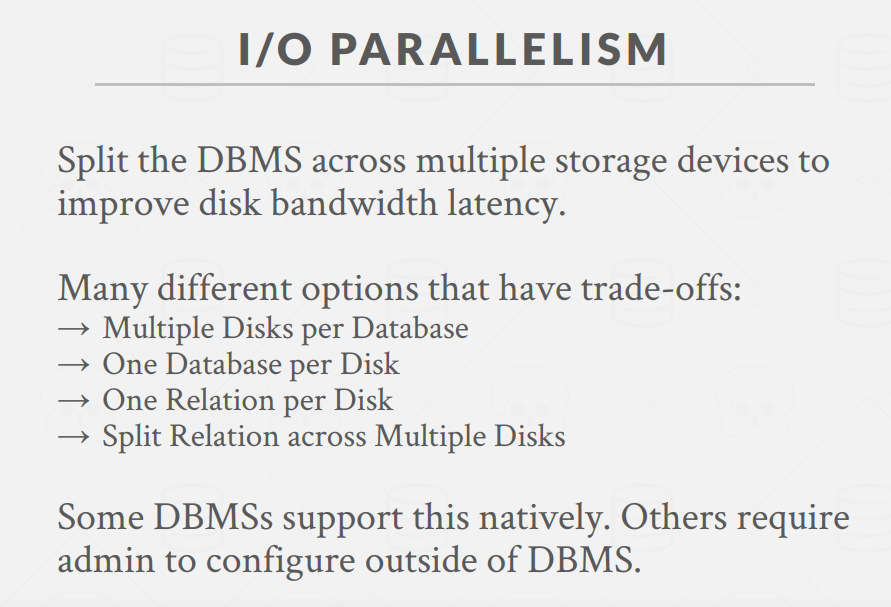 I/O PARALLELISM
Split the DBMS across multiple storage devices to
improve disk bandwidth latency.
Many different options that have trade-offs:
→ Multiple Disks per Database
→ One Database per Disk
→ One Relation per Disk
→ Split Relation across Multiple Disks
Some DBMSs support this natively. Others require
admin to configure outside of DBMS.